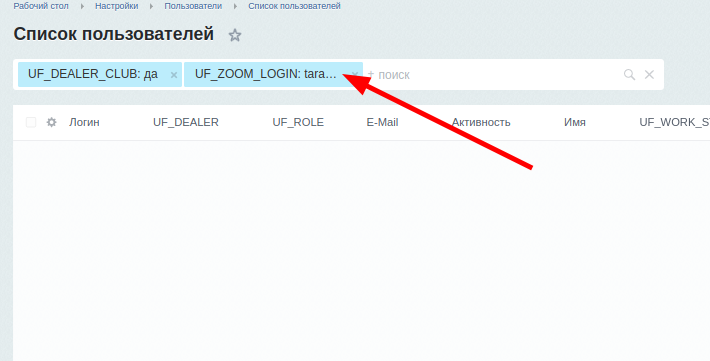 Рабочий стол Настройки Пользователи Список пользователей
Список пользователей
UF_DEALER_CLUB: да UF_ZOOM_LOGIN: tara… + поиск
Логин UF_DEALER UF_ROLE E-Mail Активность Имя UF_WORK_S